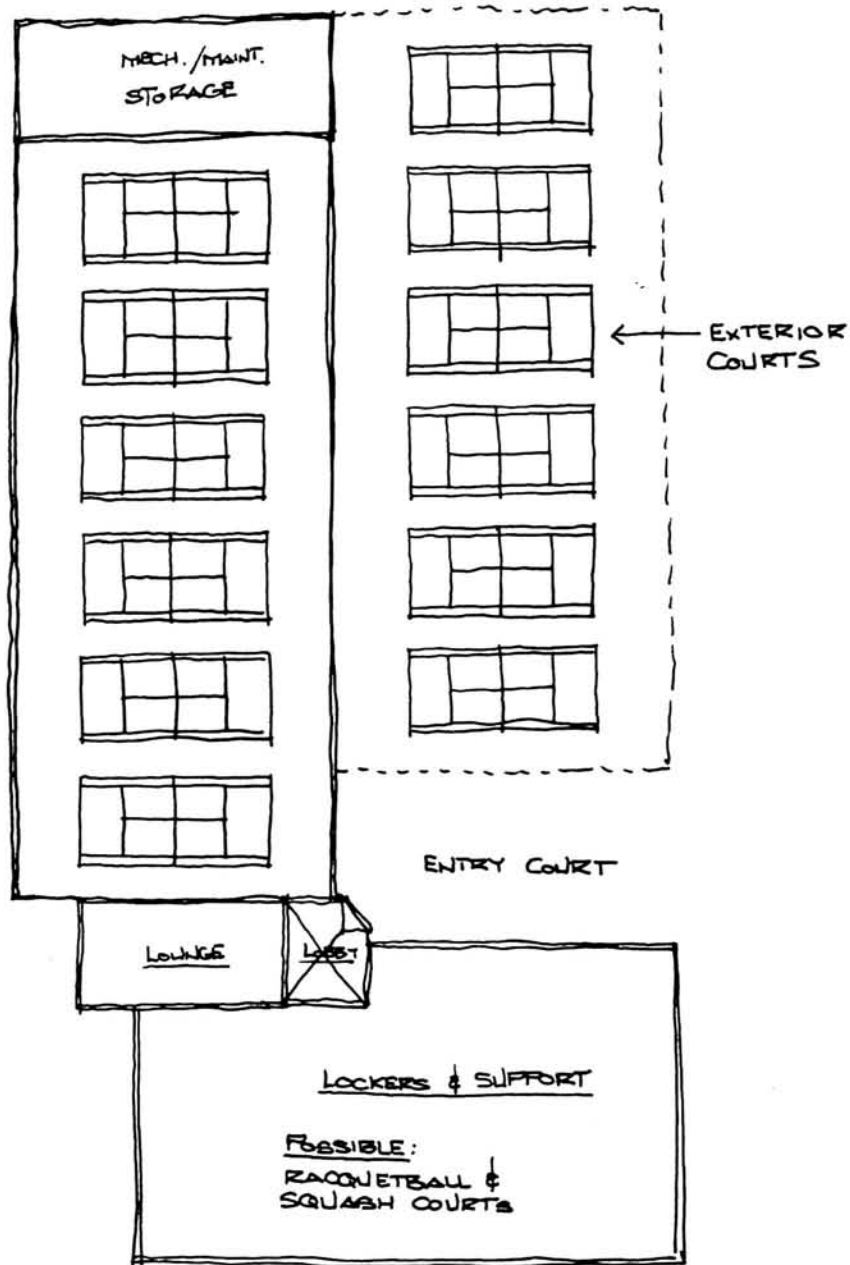 MECH./MAINT.
STORAGE
EXTERIOR
COURTS
ENTRY COURT
LOUNGE
LOBBY
LOCKERS & SUPPORT
POSSIBLE:
RACQUETBALL &
SQUASH COURTS